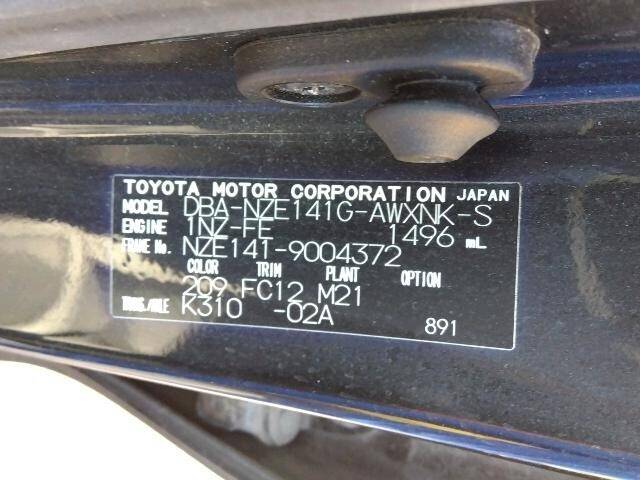 TOYOTA MOTOR CORPORATION JAPAN
MODEL DBA-NZE141G-AWXNK-S
ENGINE 1NZ-FE 1496 mL
FRAME No. NZE141-9004372
COLOR TRIM PLANT OPTION
209 FC12 M21
TRNS./AXLE K310 -02A
891